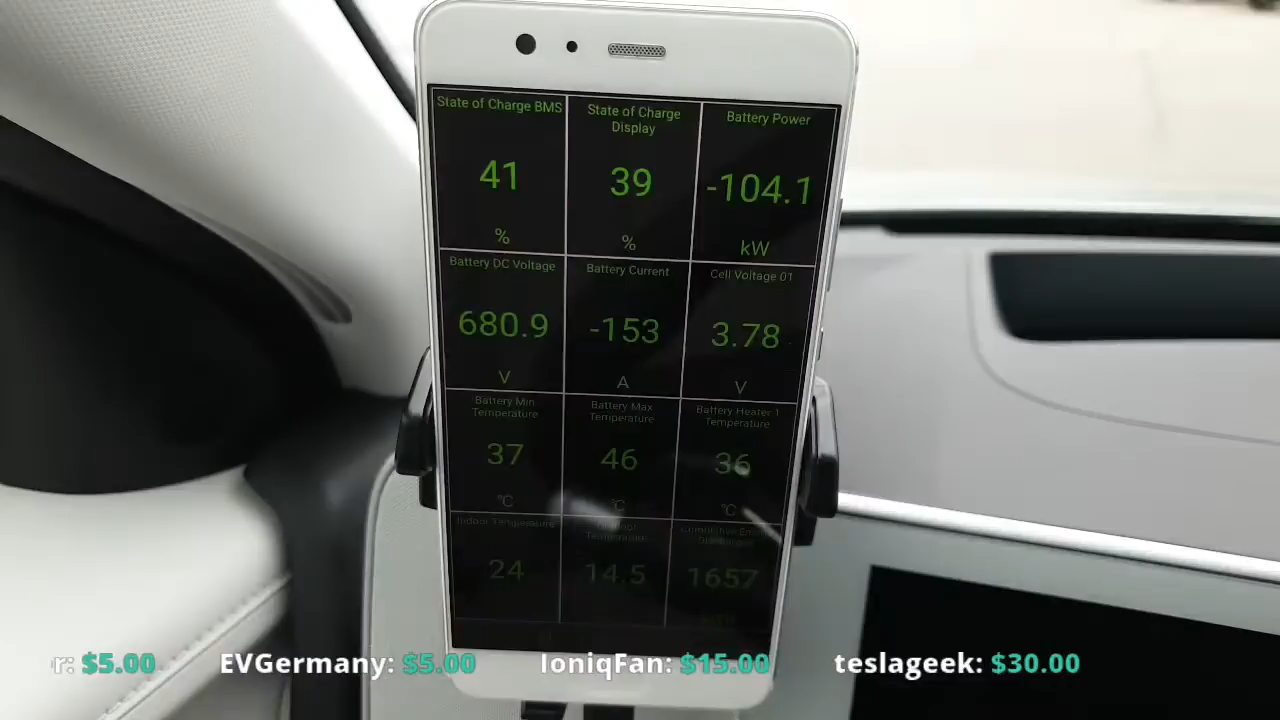 State of Charge BMS
41
%
State of Charge
Display
39
%
Battery Power
-104.1
kW
Battery DC Voltage
680.9
V
Battery Current
-153
A
Cell Voltage 01
3.78
V
Battery Min
Temperature
37
°C
Battery Max
Temperature
46
°C
Battery Heater 1
Temperature
36
°C
Indoor Temperature
24
Temperature
14.5
1657
r: $5.00
EVGermany: $5.00
IoniqFan: $15.00
teslageek: $30.00